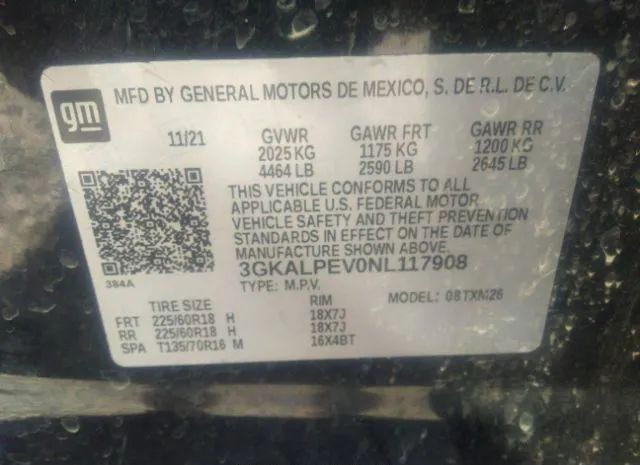 gm
MFD BY GENERAL MOTORS DE MEXICO, S. DE R.L. DE C.V.
11/21 GVWR GAWR FRT GAWR RR
2025 KG 1175 KG 1200 KG
4464 LB 2590 LB 2645 LB
THIS VEHICLE CONFORMS TO ALL
APPLICABLE U.S. FEDERAL MOTOR
VEHICLE SAFETY AND THEFT PREVENTION
STANDARDS IN EFFECT ON THE DATE OF
MANUFACTURE SHOWN ABOVE.
3GKALPEV0NL117908
384A
TYPE: M.P.V. MODEL: 08TXM26
TIRE SIZE RIM
FRT 225/60R18 H 18X7J
RR 225/60R18 H 18X7J
SPA T135/70R16 M 16X4BT